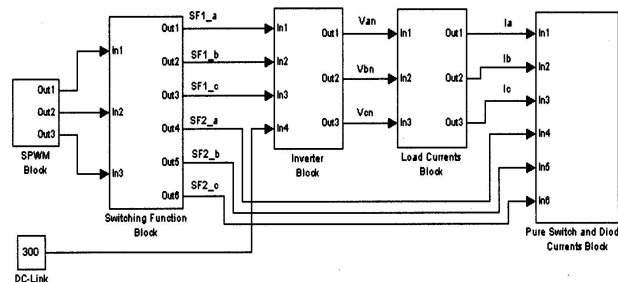 SF1_a
SF1_b
SF1_c
SF2_a
SF2_b
SF2_c
Van
Vbn
Vcn
Ia
Ib
Ic
Out1
Out2
Out3
SPWM
Block
In1
In2
In3
Out1
Out2
Out3
Out4
Out5
Out6
Switching Function
Block
In1
In2
In3
In4
Out1
Out2
Out3
Inverter
Block
In1
In2
In3
Out1
Out2
Out3
Load Currents
Block
In1
In2
In3
In4
In5
In6
Pure Switch and Diod
Currents Block
300
DC-Link